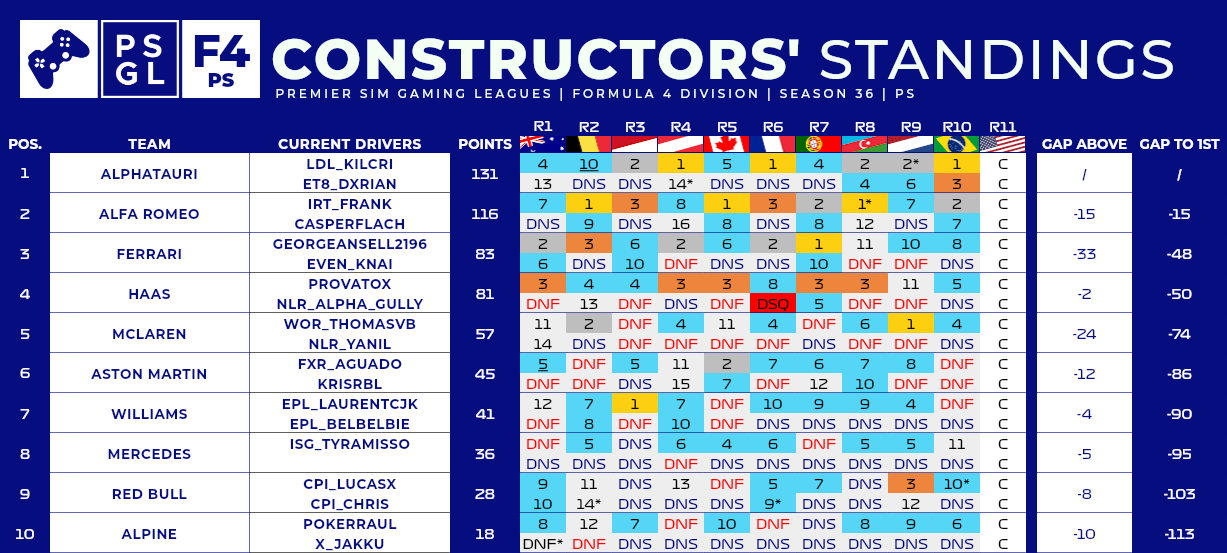 PS GL F4 PS CONSTRUCTORS' STANDINGS
PREMIER SIM GAMING LEAGUES | FORMULA 4 DIVISION | SEASON 36 | PS
R1 R2 R3 R4 R5 R6 R7 R8 R9 R10 R11
POS. TEAM CURRENT DRIVERS POINTS GAP ABOVE GAP TO 1ST
LDL_KILCRI 4 10 2 1 5 1 4 2 2* 1 C
1 ALPHATAURI 131 / /
ET8_DXRIAN 13 DNS DNS 14* DNS DNS DNS 4 6 3 C
IRT_FRANK 7 1 3 8 1 3 2 1* 7 2 C
2 ALFA ROMEO 116 -15 -15
CASPERFLACH DNS 9 DNS 16 8 DNS 8 12 DNS 7 C
GEORGEANSELL2196 2 3 6 2 6 2 1 11 10 8 C
3 FERRARI 83 -33 -48
EVEN_KNAI 6 DNS 10 DNF DNS DNS 10 DNF DNF DNS C
PROVATOX 3 4 4 3 3 8 3 3 11 5 C
4 HAAS 81 -2 -50
NLR_ALPHA_GULLY DNF 13 DNF DNS DNF DSQ 5 DNF DNF DNS C
WOR_THOMASVB 11 2 DNF 4 11 4 DNF 6 1 4 C
5 MCLAREN 57 -24 -74
NLR_YANIL 14 DNS DNF DNF DNF DNF DNS DNF DNF DNS C
FXR_AGUADO 5 DNF 5 11 2 7 6 7 8 DNF C
6 ASTON MARTIN 45 -12 -86
KRISRBL DNF DNF DNS 15 7 DNF 12 10 DNF DNF C
EPL_LAURENTCJK 12 7 1 7 DNF 10 9 9 4 DNF C
7 WILLIAMS 41 -4 -90
EPL_BELBELBIE DNF 8 DNF 10 DNF DNS DNS DNS DNS DNS C
ISG_TYRAMISSO DNF 5 DNS 6 4 6 DNF 5 5 11 C
8 MERCEDES 36 -5 -95
DNS DNS DNS DNF DNS DNS DNS DNS DNS DNS C
CPI_LUCASX 9 11 DNS 13 DNF 5 7 DNS 3 10* C
9 RED BULL 28 -8 -103
CPI_CHRIS 10 14* DNS DNS DNS 9* DNS DNS 12 DNS C
POKERRAUL 8 12 7 DNF 10 DNF DNS 8 9 6 C
10 ALPINE 18 -10 -113
X_JAKKU DNF* DNF DNS DNS DNS DNS DNS DNS DNS DNS C